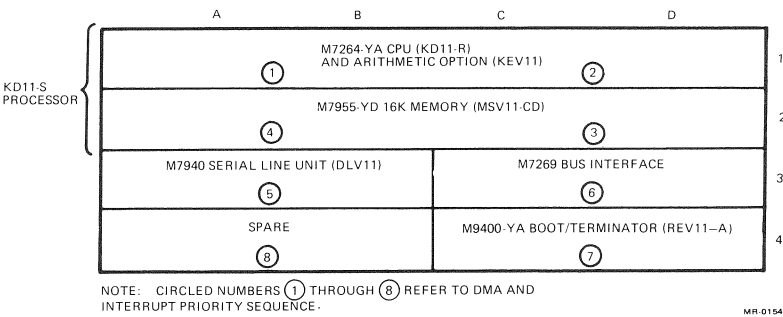 A B C D
KD11-S
PROCESSOR
M7264-YA CPU (KD11-R)
AND ARITHMETIC OPTION (KEV11)
1 2
1
M7955-YD 16K MEMORY (MSV11-CD)
4 3
2
M7940 SERIAL LINE UNIT (DLV11) M7269 BUS INTERFACE
5 6
3
SPARE M9400-YA BOOT/TERMINATOR (REV11-A)
8 7
4
NOTE: CIRCLED NUMBERS 1 THROUGH 8 REFER TO DMA AND
INTERRUPT PRIORITY SEQUENCE.
MR-0154